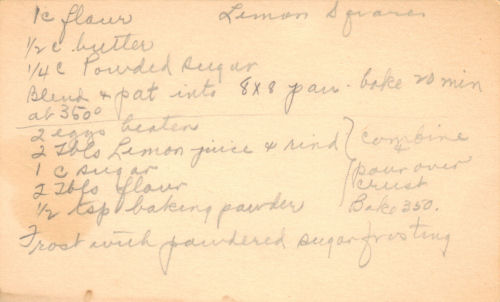 Lemon Squares
1c flour
1/2 c butter
1/4 c Powded sugar
Blend & pat into 8x8 pan - bake 20 min
at 350°
2 eggs beaten
2 Tbls Lemon juice & rind } combine
1 c sugar &
2 Tbls flour pour over
1/2 tsp baking powder crust
Bake 350.
Frost with powdered sugar frosting